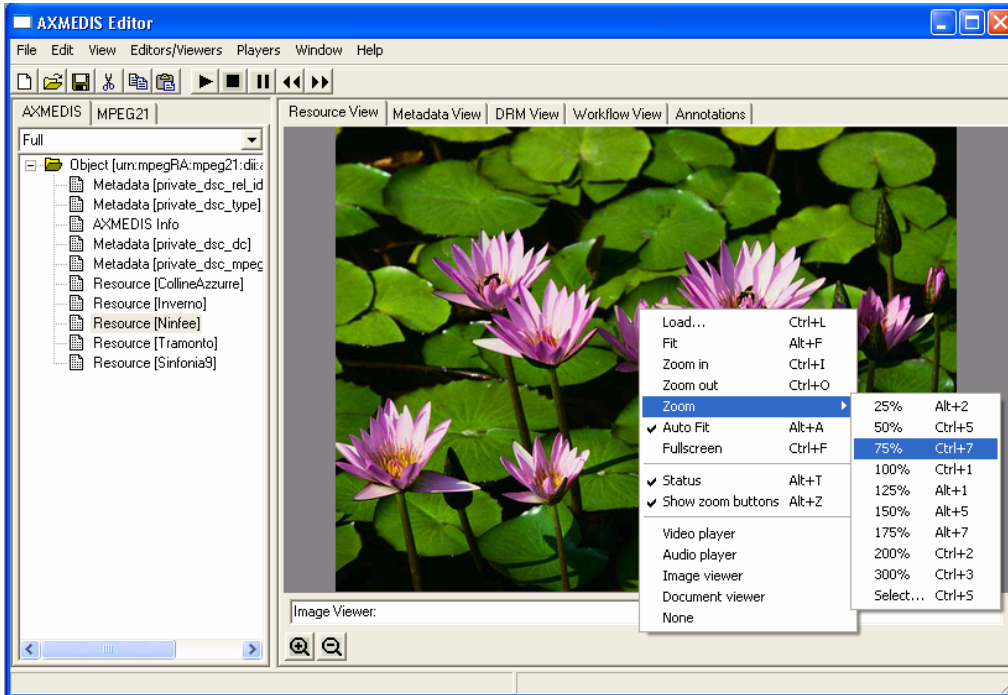 AXMEDIS Editor
File Edit View Editors/Viewers Players Window Help
AXMEDIS MPEG21
Full
Object [urn:mpegRA:mpeg21:dii:
Metadata [private_dsc_rel_id
Metadata [private_dsc_type]
AXMEDIS Info
Metadata [private_dsc_dc]
Metadata [private_dsc_mpeg
Resource [CollineAzzurre]
Resource [Inverno]
Resource [Ninfee]
Resource [Tramonto]
Resource [Sinfonia9]
Resource View Metadata View DRM View Workflow View Annotations
Load... Ctrl+L
Fit Alt+F
Zoom in Ctrl+I
Zoom out Ctrl+O
Zoom
Auto Fit Alt+A
Fullscreen Ctrl+F
Status Alt+T
Show zoom buttons Alt+Z
Video player
Audio player
Image viewer
Document viewer
None
25% Alt+2
50% Ctrl+5
75% Ctrl+7
100% Ctrl+1
125% Alt+1
150% Alt+5
175% Alt+7
200% Ctrl+2
300% Ctrl+3
Select... Ctrl+S
Image Viewer: